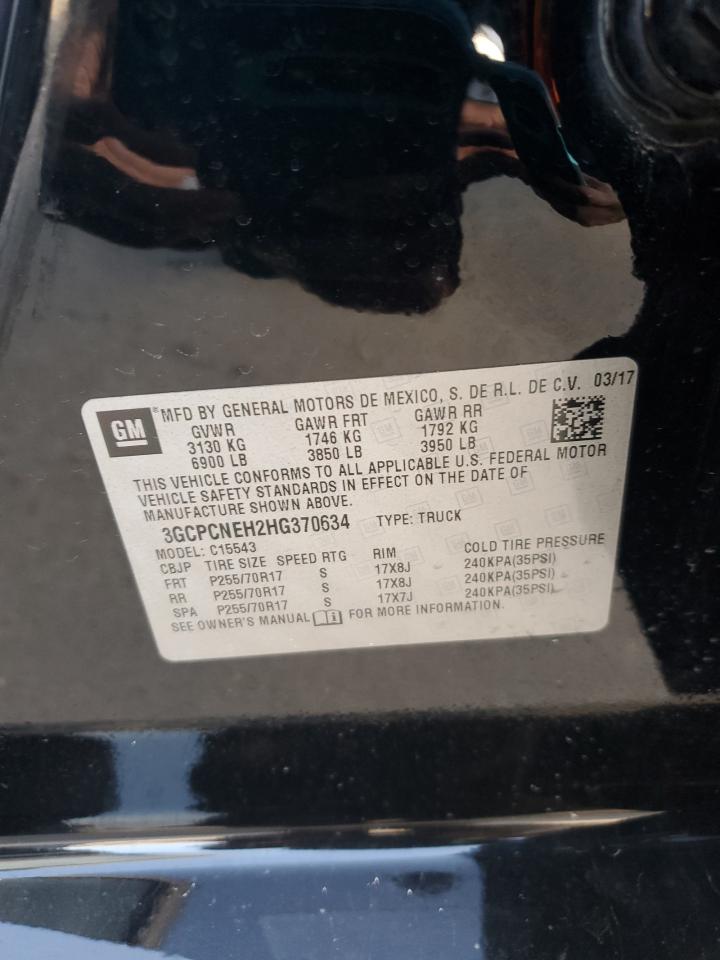 GM
® MFD BY GENERAL MOTORS DE MEXICO, S. DE R.L. DE C.V. 03/17
GVWR GAWR FRT GAWR RR
3130 KG 1746 KG 1792 KG
6900 LB 3850 LB 3950 LB
THIS VEHICLE CONFORMS TO ALL APPLICABLE U.S. FEDERAL MOTOR
VEHICLE SAFETY STANDARDS IN EFFECT ON THE DATE OF
MANUFACTURE SHOWN ABOVE.
3GCPCNEH2HG370634 TYPE: TRUCK
MODEL: C15543
CBJP TIRE SIZE SPEED RTG RIM COLD TIRE PRESSURE
FRT P255/70R17 S 17X8J 240KPA(35PSI)
RR P255/70R17 S 17X8J 240KPA(35PSI)
SPA P255/70R17 S 17X7J 240KPA(35PSI)
SEE OWNER'S MANUAL FOR MORE INFORMATION.